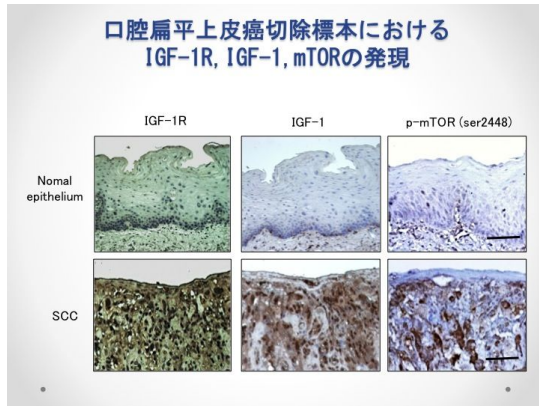 口腔扁平上皮癌切除標本における
IGF-1R, IGF-1, mTORの発現
IGF-1R
IGF-1
p-mTOR (ser2448)
Nomal
epithelium
SCC